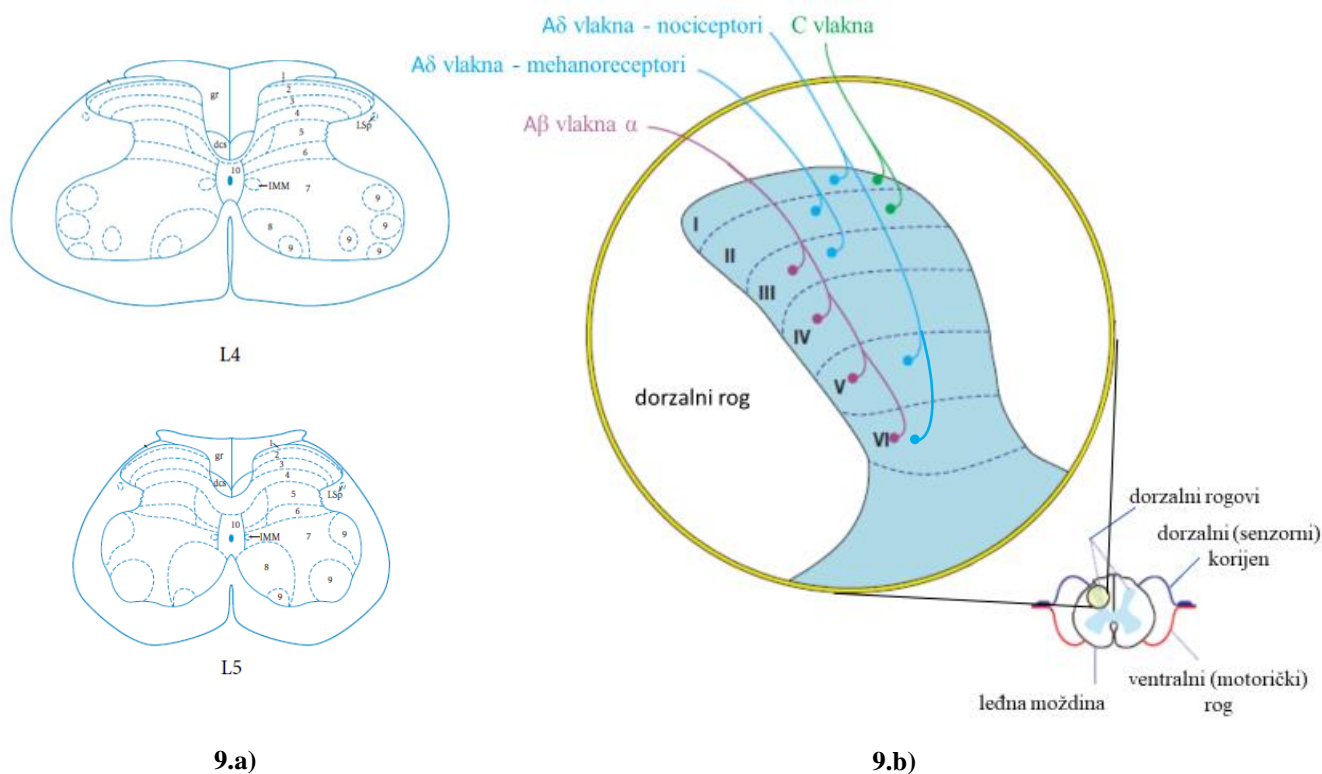 1
2
3
4
5
6
10
7
8
9
9
9
9
9
gr
dcs
LSp
IMM
L4
1
2
3
4
5
6
10
7
8
9
9
9
gr
dcs
LSp
IMM
L5
9.a)
Aδ vlakna - nociceptori
C vlakna
Aδ vlakna - mehanoreceptori
Aβ vlakna α
I
II
III
IV
V
VI
dorzalni rog
dorzalni rogovi
dorzalni (senzorni)
korijen
ventralni (motorički)
rog
leđna moždina
9.b)